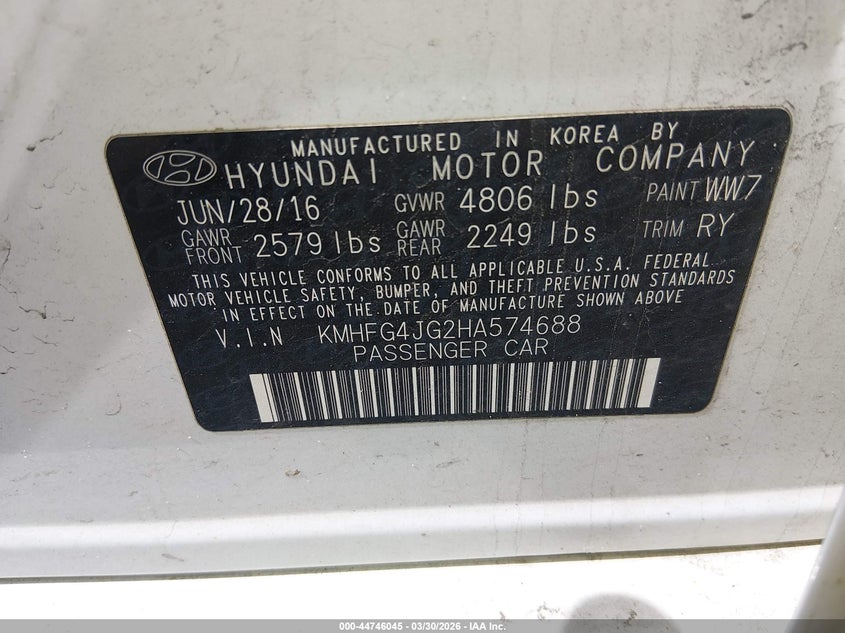 MANUFACTURED IN KOREA BY
HYUNDAI MOTOR COMPANY
JUN/28/16 GVWR 4806 lbs PAINT WW7
GAWR FRONT 2579 lbs GAWR REAR 2249 lbs TRIM RY
THIS VEHICLE CONFORMS TO ALL APPLICABLE U.S.A. FEDERAL
MOTOR VEHICLE SAFETY, BUMPER, AND THEFT PREVENTION STANDARDS
IN EFFECT ON THE DATE OF MANUFACTURE SHOWN ABOVE
V.I.N KMHFG4JG2HA574688
PASSENGER CAR
000-44746045 | 03/30/2026 | IAA Inc.